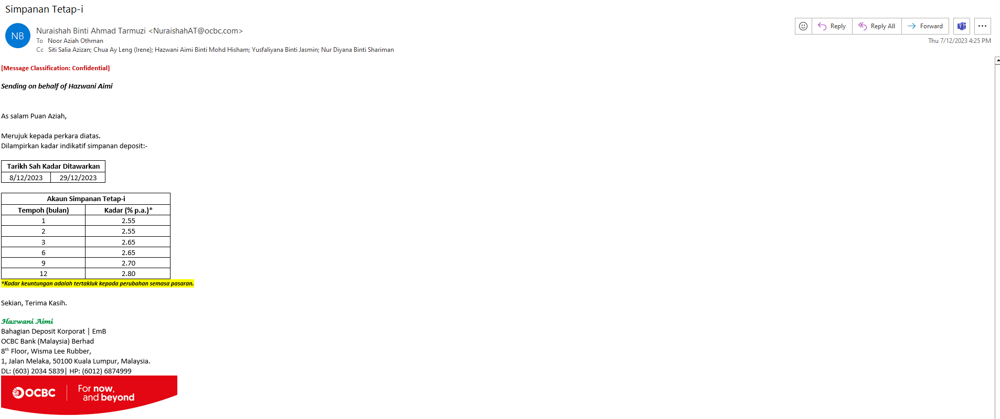 Simpanan Tetap-i
NB
Nuraishah Binti Ahmad Tarmuzi <NuraishahAT@ocbc.com>
To Noor Aziah Othman
Cc Siti Salia Azizan; Chua Ay Leng (Irene); Hazwani Aimi Binti Mohd Hisham; Yusfaliyana Binti Jasmin; Nur Diyana Binti Shariman
Reply Reply All Forward
Thu 7/12/2023 4:25 PM
[Message Classification: Confidential]
Sending on behalf of Hazwani Aimi
As salam Puan Aziah,
Merujuk kepada perkara diatas.
Dilampirkan kadar indikatif simpanan deposit:-
Tarikh Sah Kadar Ditawarkan
8/12/2023 29/12/2023
Akaun Simpanan Tetap-i
Tempoh (bulan) Kadar (% p.a.)*
1 2.55
2 2.55
3 2.65
6 2.65
9 2.70
12 2.80
*Kadar keuntungan adalah tertakluk kepada perubahan semasa pasaran.
Sekian, Terima Kasih.
Hazwani Aimi
Bahagian Deposit Korporat | EmB
OCBC Bank (Malaysia) Berhad
8th Floor, Wisma Lee Rubber,
1, Jalan Melaka, 50100 Kuala Lumpur, Malaysia.
DL: (603) 2034 5839| HP: (6012) 6874999
OCBC For now,
and beyond